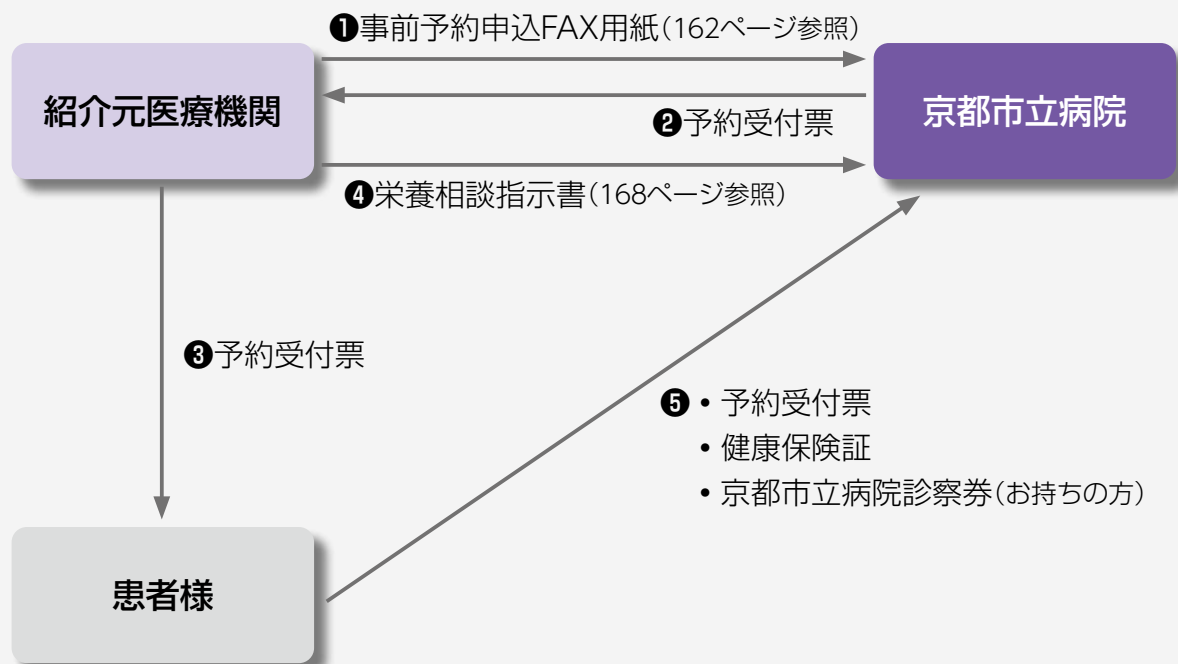 ❶事前予約申込FAX用紙(162ページ参照)
紹介元医療機関
京都市立病院
❷予約受付票
❹栄養相談指示書(168ページ参照)
❸予約受付票
❺・予約受付票
・健康保険証
・京都市立病院診察券(お持ちの方)
患者様